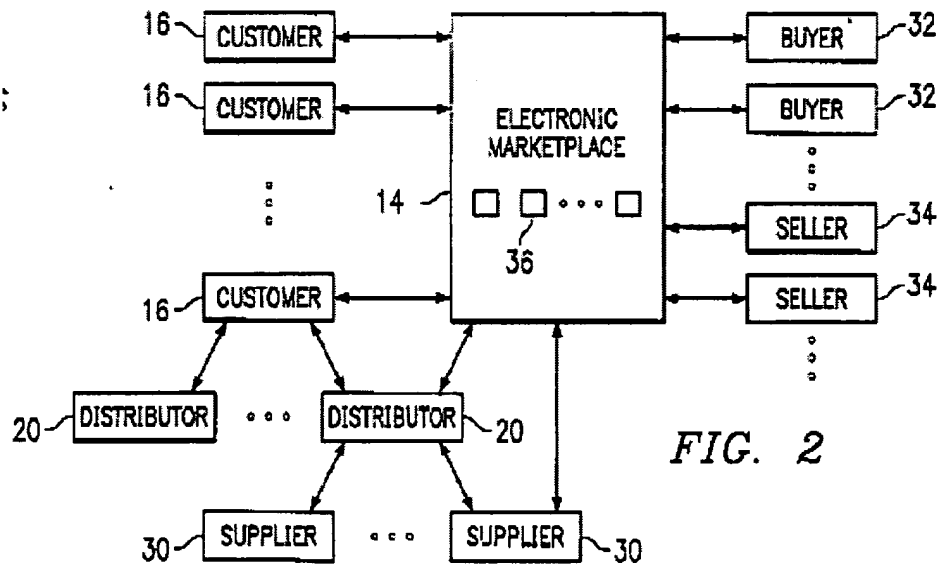 16 CUSTOMER
16 CUSTOMER
16 CUSTOMER
ELECTRONIC
MARKETPLACE
14
36
BUYER 32
BUYER 32
SELLER 34
SELLER 34
20 DISTRIBUTOR
DISTRIBUTOR 20
30 SUPPLIER
SUPPLIER 30
FIG. 2